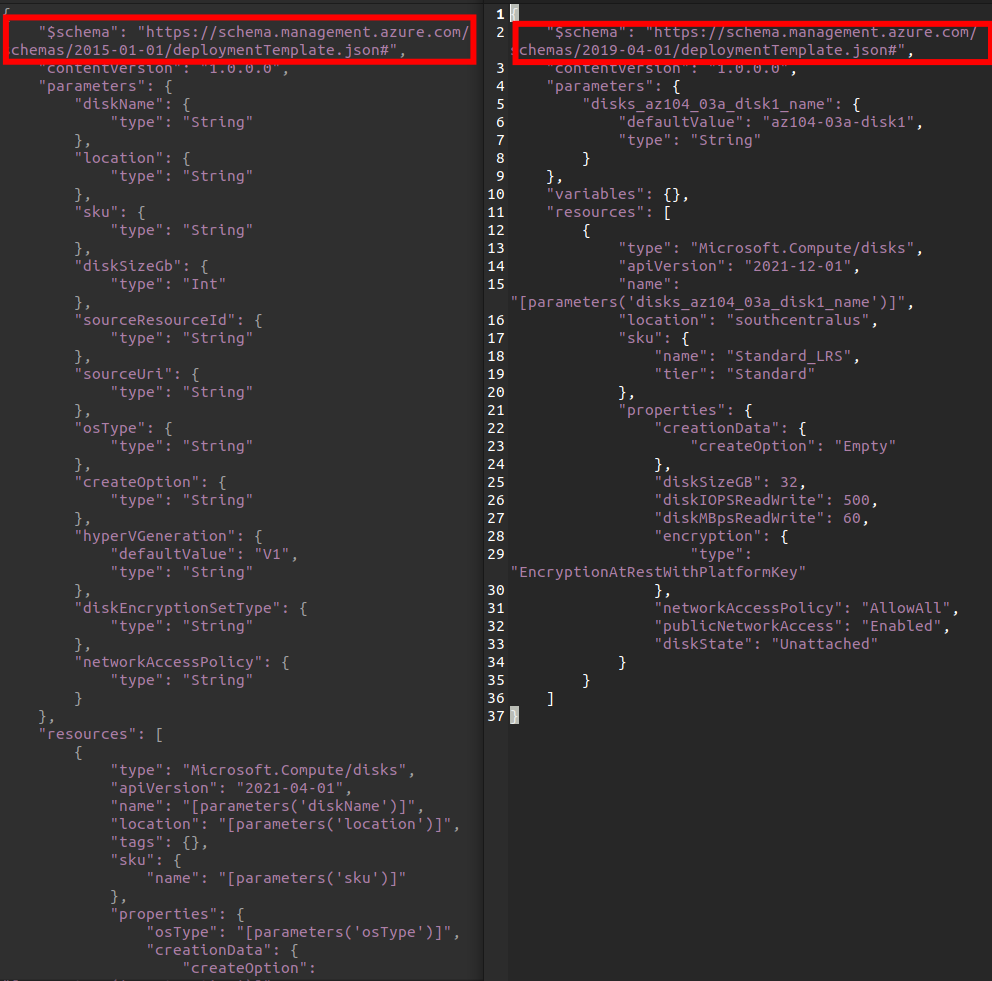 {
"$schema": "https://schema.management.azure.com/
schemas/2015-01-01/deploymentTemplate.json#",
"contentVersion": "1.0.0.0",
"parameters": {
"diskName": {
"type": "String"
},
"location": {
"type": "String"
},
"sku": {
"type": "String"
},
"diskSizeGb": {
"type": "Int"
},
"sourceResourceId": {
"type": "String"
},
"sourceUri": {
"type": "String"
},
"osType": {
"type": "String"
},
"createOption": {
"type": "String"
},
"hyperVGeneration": {
"defaultValue": "V1",
"type": "String"
},
"diskEncryptionSetType": {
"type": "String"
},
"networkAccessPolicy": {
"type": "String"
}
},
"resources": [
{
"type": "Microsoft.Compute/disks",
"apiVersion": "2021-04-01",
"name": "[parameters('diskName')]",
"location": "[parameters('location')]",
"tags": {},
"sku": {
"name": "[parameters('sku')]"
},
"properties": {
"osType": "[parameters('osType')]",
"creationData": {
"createOption":
1 {
2 "$schema": "https://schema.management.azure.com/
schemas/2019-04-01/deploymentTemplate.json#",
3 "contentVersion": "1.0.0.0",
4 "parameters": {
5 "disks_az104_03a_disk1_name": {
6 "defaultValue": "az104-03a-disk1",
7 "type": "String"
8 }
9 },
10 "variables": {},
11 "resources": [
12 {
13 "type": "Microsoft.Compute/disks",
14 "apiVersion": "2021-12-01",
15 "name":
"[parameters('disks_az104_03a_disk1_name')]",
16 "location": "southcentralus",
17 "sku": {
18 "name": "Standard_LRS",
19 "tier": "Standard"
20 },
21 "properties": {
22 "creationData": {
23 "createOption": "Empty"
24 },
25 "diskSizeGB": 32,
26 "diskIOPSReadWrite": 500,
27 "diskMBpsReadWrite": 60,
28 "encryption": {
29 "type":
"EncryptionAtRestWithPlatformKey"
30 },
31 "networkAccessPolicy": "AllowAll",
32 "publicNetworkAccess": "Enabled",
33 "diskState": "Unattached"
34 }
35 }
36 ]
37 }